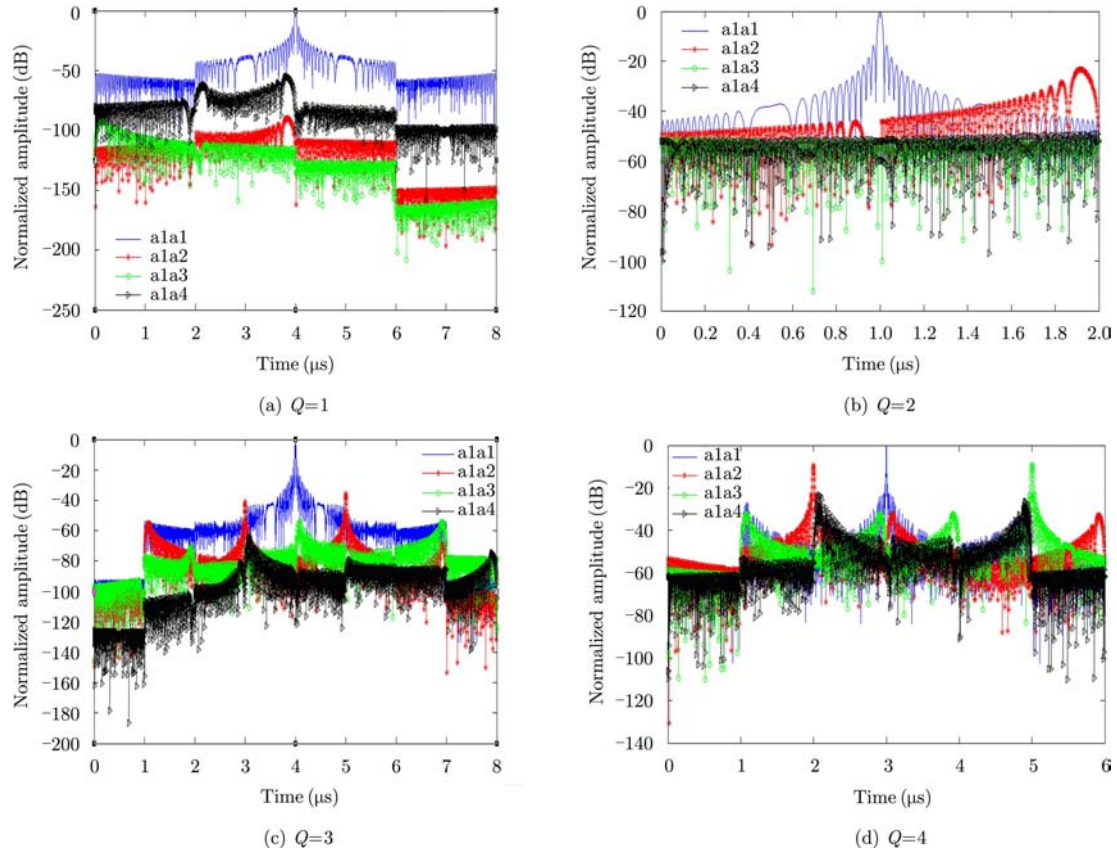 0
−50
−100
−150
−200
−250
Normalized amplitude (dB)
a1a1
a1a2
a1a3
a1a4
0 1 2 3 4 5 6 7 8
Time (μs)
(a) Q=1
0
−20
−40
−60
−80
−100
−120
Normalized amplitude (dB)
a1a1
a1a2
a1a3
a1a4
0 0.2 0.4 0.6 0.8 1.0 1.2 1.4 1.6 1.8 2.0
Time (μs)
(b) Q=2
0
−20
−40
−60
−80
−100
−120
−140
−160
−180
−200
Normalized amplitude (dB)
a1a1
a1a2
a1a3
a1a4
0 1 2 3 4 5 6 7 8
Time (μs)
(c) Q=3
0
−20
−40
−60
−80
−100
−120
−140
Normalized amplitude (dB)
a1a1
a1a2
a1a3
a1a4
0 1 2 3 4 5 6
Time (μs)
(d) Q=4